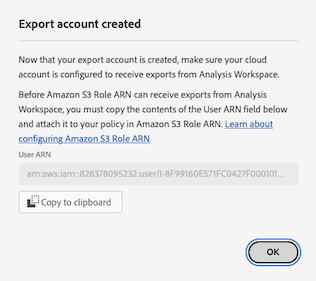 Export account created
Now that your export account is created, make sure your cloud
account is configured to receive exports from Analysis Workspace.
Before Amazon S3 Role ARN can receive exports from Analysis
Workspace, you must copy the contents of the User ARN field below
and attach it to your policy in Amazon S3 Role ARN. Learn about
configuring Amazon S3 Role ARN
User ARN
arn:aws:iam::828378095232:user/I-8F99160E571FC0427F000101...
Copy to clipboard
OK